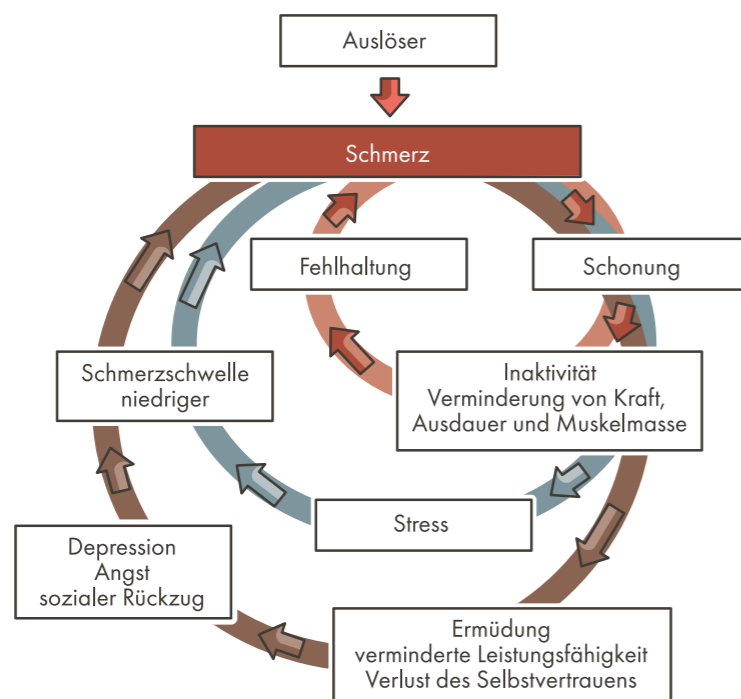 Auslöser
Schmerz
Fehlhaltung
Schonung
Schmerzschwelle
niedriger
Inaktivität
Verminderung von Kraft,
Ausdauer und Muskelmasse
Stress
Depression
Angst
sozialer Rückzug
Ermüdung
verminderte Leistungsfähigkeit
Verlust des Selbstvertrauens